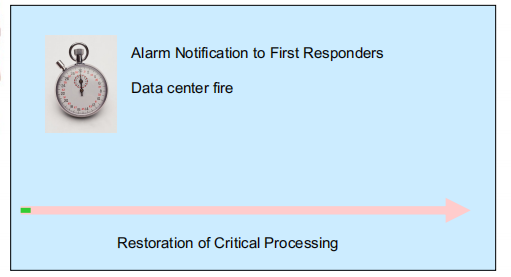 Alarm Notification to First Responders
Data center fire
Restoration of Critical Processing